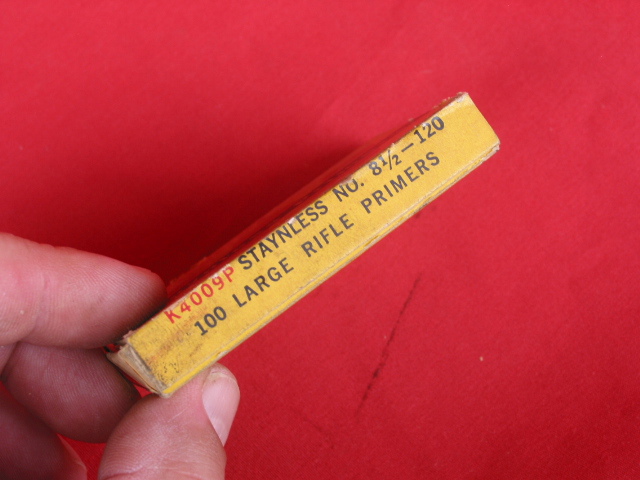 K4009P STAYNLESS NO. 8½-120
100 LARGE RIFLE PRIMERS